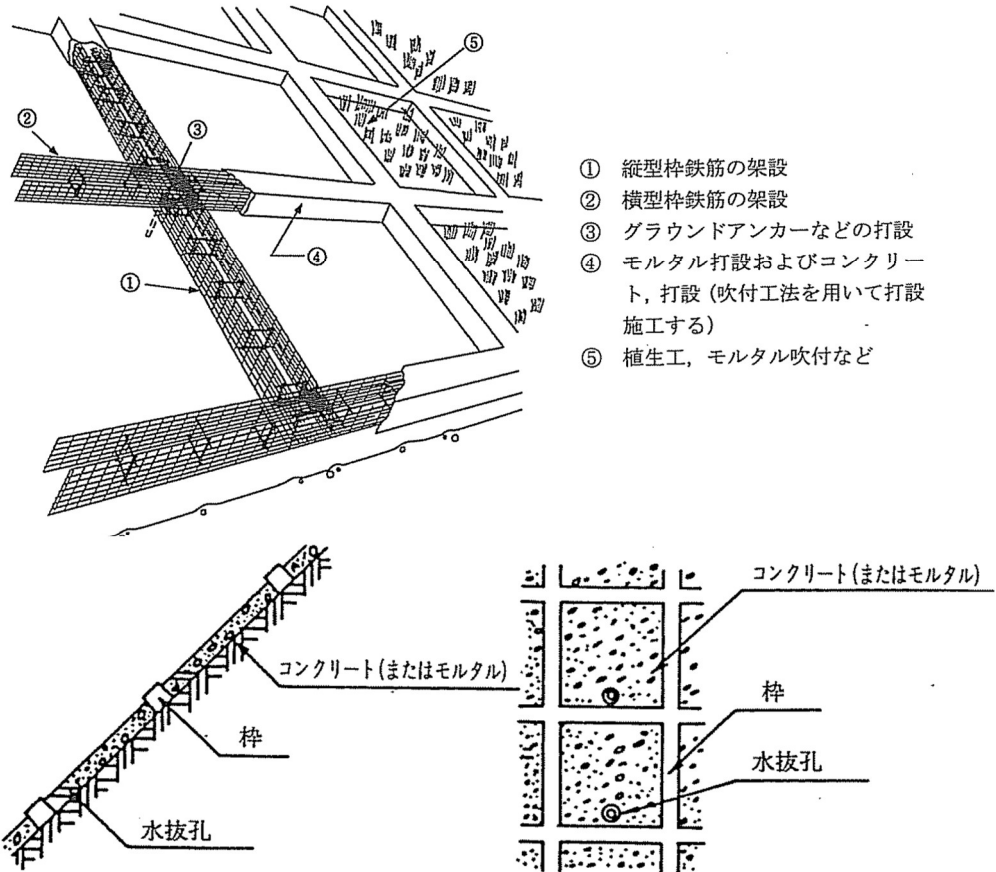 ⑤
②
③
④
①
① 縦型枠鉄筋の架設
② 横型枠鉄筋の架設
③ グラウンドアンカーなどの打設
④ モルタル打設およびコンクリー
ト，打設（吹付工法を用いて打設
施工する）
⑤ 植生工，モルタル吹付など
コンクリート(またはモルタル)
枠
水抜孔
コンクリート(またはモルタル)
枠
水抜孔